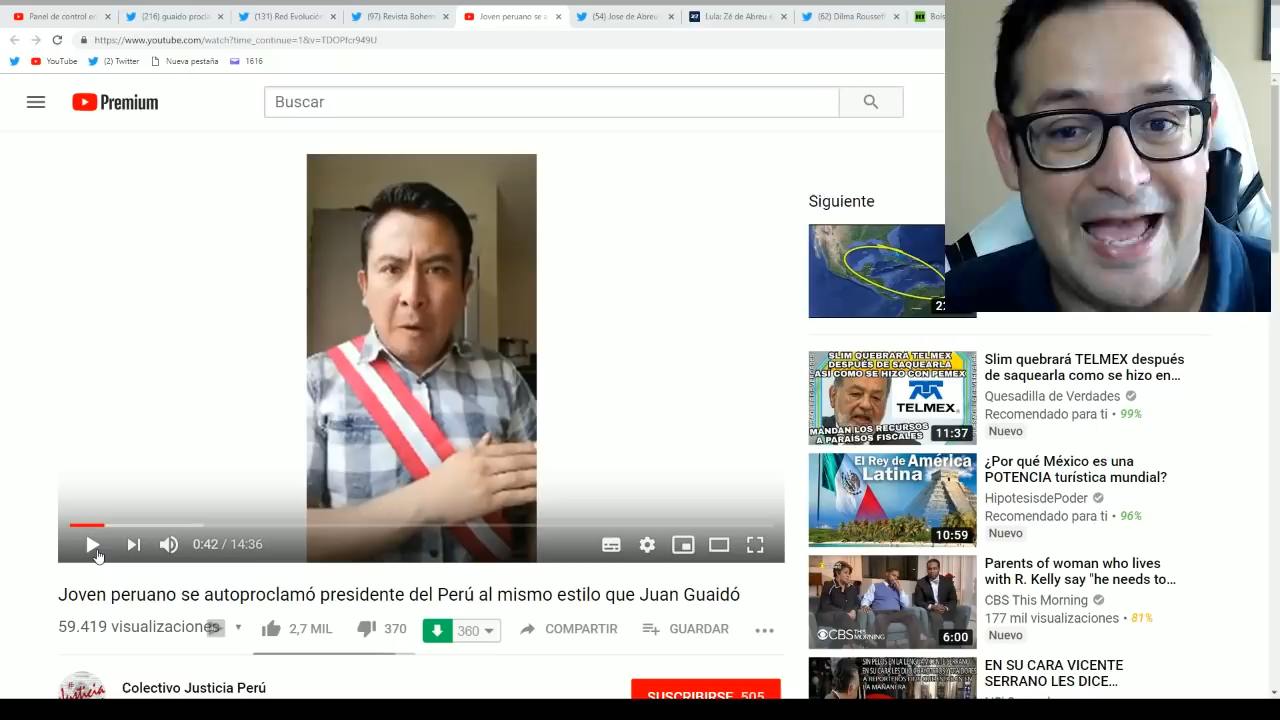 Panel de control en
(216) guaido procla
(131) Red Evolución
(97) Revista Bohem
Joven peruano se a
(54) Jose de Abreu
Lula: Zé de Abreu é
(62) Dilma Roussef
Bols
https://www.youtube.com/watch?time_continue=1&v=TDOPfcr949U
YouTube
(2) Twitter
Nueva pestaña
1616
Premium
Buscar
Siguiente
0:42 / 14:36
Joven peruano se autoproclamó presidente del Perú al mismo estilo que Juan Guaidó
59.419 visualizaciones
2,7 MIL
370
360
COMPARTIR
GUARDAR
Colectivo Justicia Perú
SUSCRIBIRSE 505
SLIM QUEBRARÁ TELMEX
DESPUÉS DE SAQUEARLA
ASI COMO SE HIZO CON PEMEX
TELMEX
MANDAN LOS RECURSOS
A PARAÍSOS FISCALES
11:37
Slim quebrará TELMEX después
de saquearla como se hizo en...
Quesadilla de Verdades
Recomendado para ti • 99%
Nuevo
El Rey de América
Latina
10:59
¿Por qué México es una
POTENCIA turística mundial?
HipotesisdePoder
Recomendado para ti • 96%
Nuevo
CBS THIS MORNING
6:00
Parents of woman who lives
with R. Kelly say "he needs to...
CBS This Morning
177 mil visualizaciones • 81%
Nuevo
EN SU CARA VICENTE
SERRANO LES DICE...